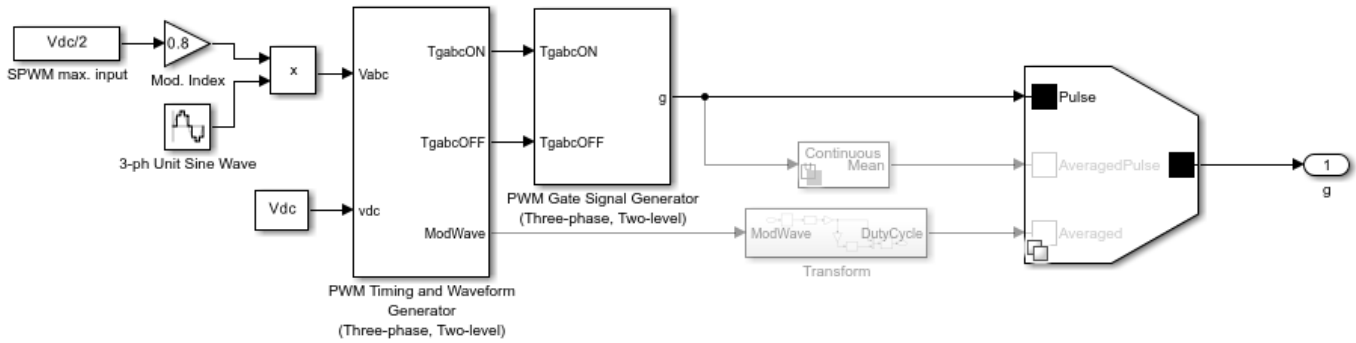 Vdc/2
SPWM max. input
0.8
Mod. Index
x
3-ph Unit Sine Wave
Vdc
Vabc
vdc
TgabcON
TgabcOFF
ModWave
PWM Timing and Waveform
Generator
(Three-phase, Two-level)
TgabcON
TgabcOFF
g
PWM Gate Signal Generator
(Three-phase, Two-level)
Continuous
u
Mean
ModWave
DutyCycle
Transform
Pulse
AveragedPulse
Averaged
1
g